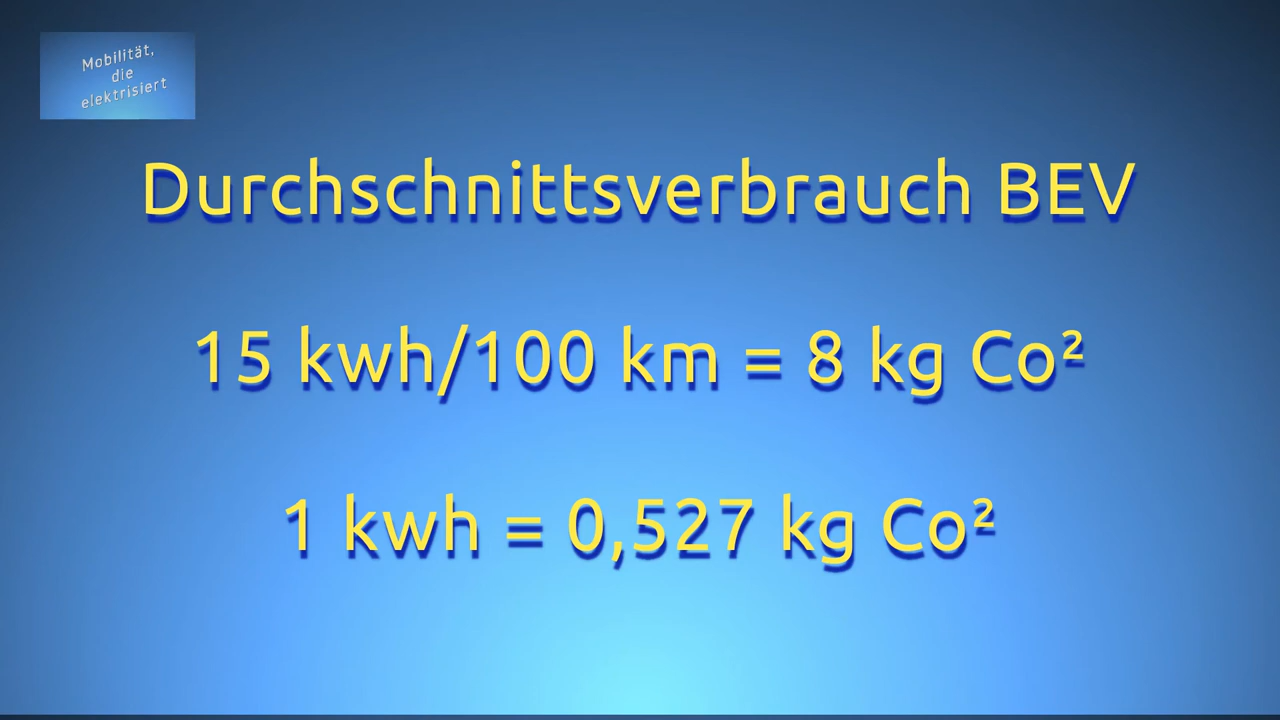 Mobilität,
die
elektrisiert
Durchschnittsverbrauch BEV
15 kwh/100 km = 8 kg Co²
1 kwh = 0,527 kg Co²